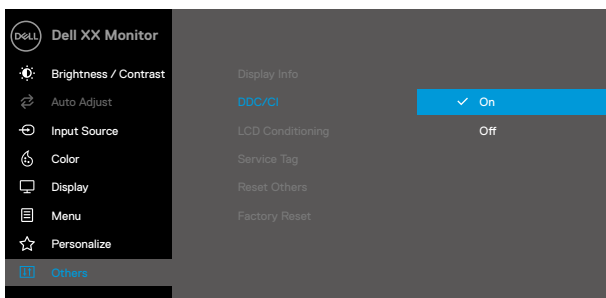 DELL Dell XX Monitor
Brightness / Contrast
Auto Adjust
Input Source
Color
Display
Menu
Personalize
Others
Display Info
DDC/CI
LCD Conditioning
Service Tag
Reset Others
Factory Reset
On
Off